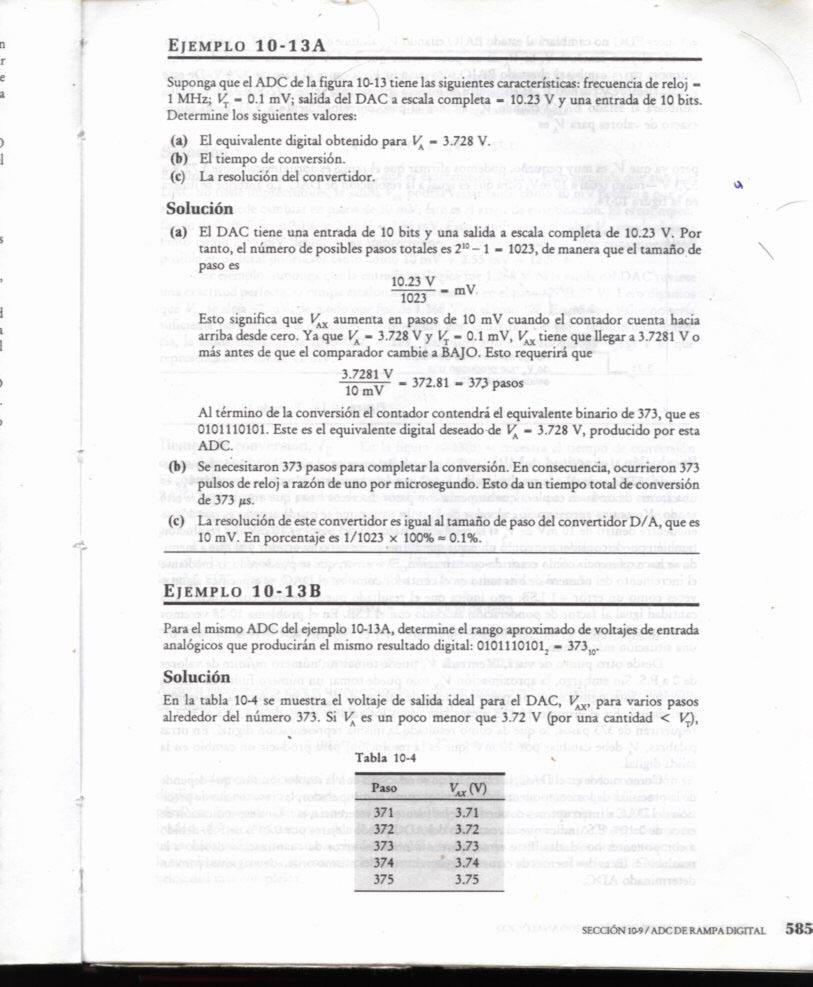 EJEMPLO 10-13A
Suponga que el ADC de la figura 10-13 tiene las siguientes características: frecuencia de reloj =
1 MHz; V_T = 0.1 mV; salida del DAC a escala completa = 10.23 V y una entrada de 10 bits.
Determine los siguientes valores:
(a) El equivalente digital obtenido para V_A = 3.728 V.
(b) El tiempo de conversión.
(c) La resolución del convertidor.
Solución
(a) El DAC tiene una entrada de 10 bits y una salida a escala completa de 10.23 V. Por
tanto, el número de posibles pasos totales es 2¹⁰ – 1 = 1023, de manera que el tamaño de
paso es
10.23 V
1023
= mV
Esto significa que V_AX aumenta en pasos de 10 mV cuando el contador cuenta hacia
arriba desde cero. Ya que V_A = 3.728 V y V_T = 0.1 mV, V_AX tiene que llegar a 3.7281 V o
más antes de que el comparador cambie a BAJO. Esto requerirá que
3.7281 V
10 mV
= 372.81 = 373 pasos
Al término de la conversión el contador contendrá el equivalente binario de 373, que es
0101110101. Este es el equivalente digital deseado de V_A = 3.728 V, producido por esta
ADC.
(b) Se necesitaron 373 pasos para completar la conversión. En consecuencia, ocurrieron 373
pulsos de reloj a razón de uno por microsegundo. Esto da un tiempo total de conversión
de 373 μs.
(c) La resolución de este convertidor es igual al tamaño de paso del convertidor D/A, que es
10 mV. En porcentaje es 1/1023 × 100% ≈ 0.1%.
EJEMPLO 10-13B
Para el mismo ADC del ejemplo 10-13A, determine el rango aproximado de voltajes de entrada
analógicos que producirán el mismo resultado digital: 0101110101₂ = 373₁₀.
Solución
En la tabla 10-4 se muestra el voltaje de salida ideal para el DAC, V_AX, para varios pasos
alrededor del número 373. Si V_A es un poco menor que 3.72 V (por una cantidad < V_T),
Tabla 10-4
Paso V_AX (V)
371 3.71
372 3.72
373 3.73
374 3.74
375 3.75
SECCIÓN 10-9 / ADC DE RAMPA DIGITAL 585